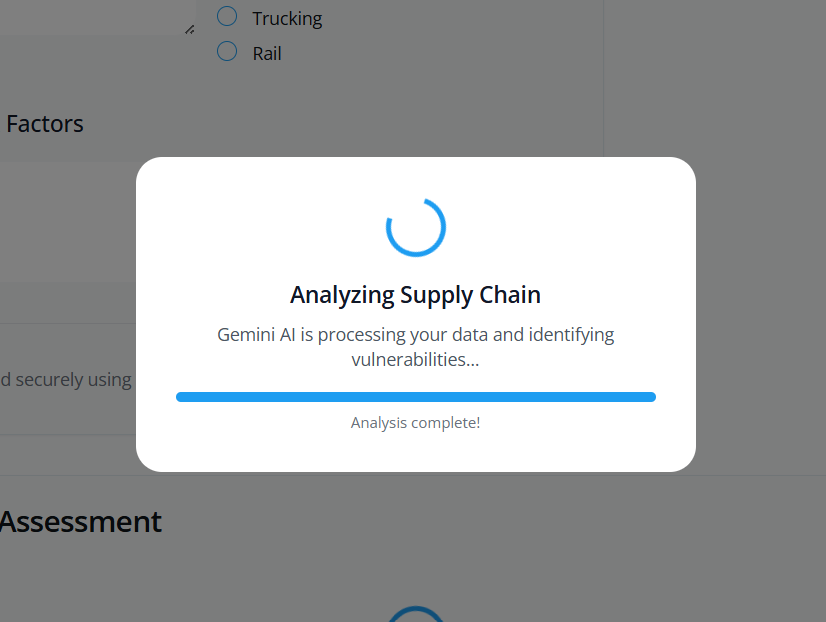 Trucking
Rail
Factors
Analyzing Supply Chain
Gemini AI is processing your data and identifying
vulnerabilities...
d securely using
Analysis complete!
Assessment